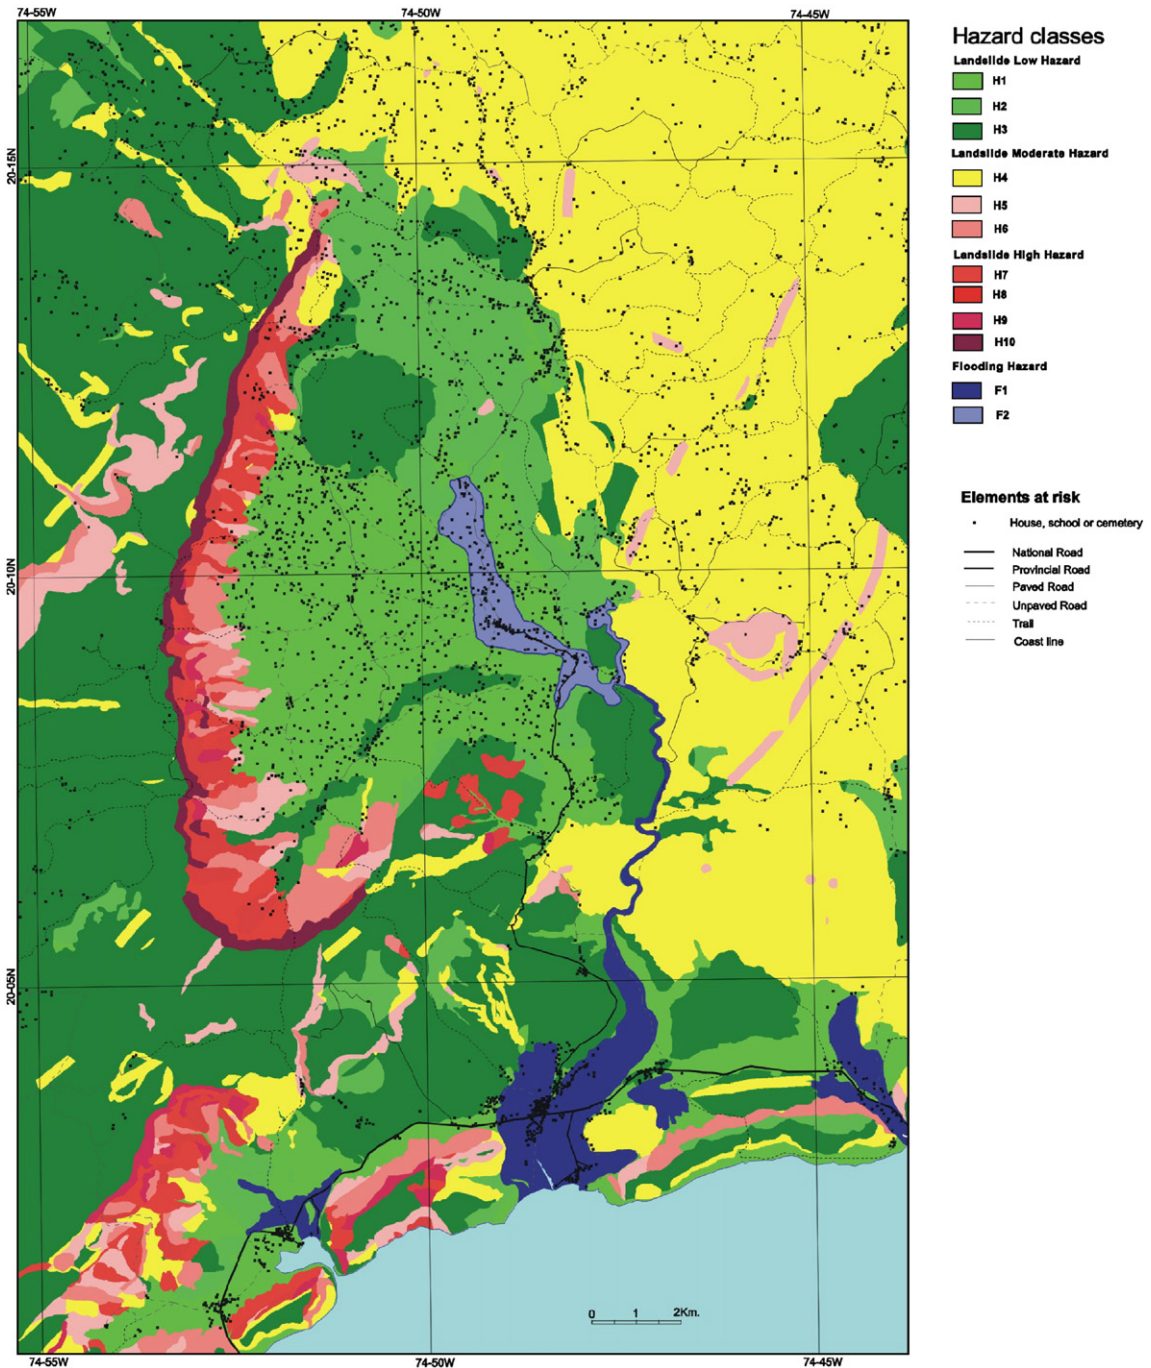 74-55W 74-50W 74-45W
20-15N
20-10N
20-05N
74-55W 74-50W 74-45W
0 1 2Km.
Hazard classes
Landslide Low Hazard
H1
H2
H3
Landslide Moderate Hazard
H4
H5
H6
Landslide High Hazard
H7
H8
H9
H10
Flooding Hazard
F1
F2
Elements at risk
House, school or cemetery
National Road
Provincial Road
Paved Road
Unpaved Road
Trail
Coast line